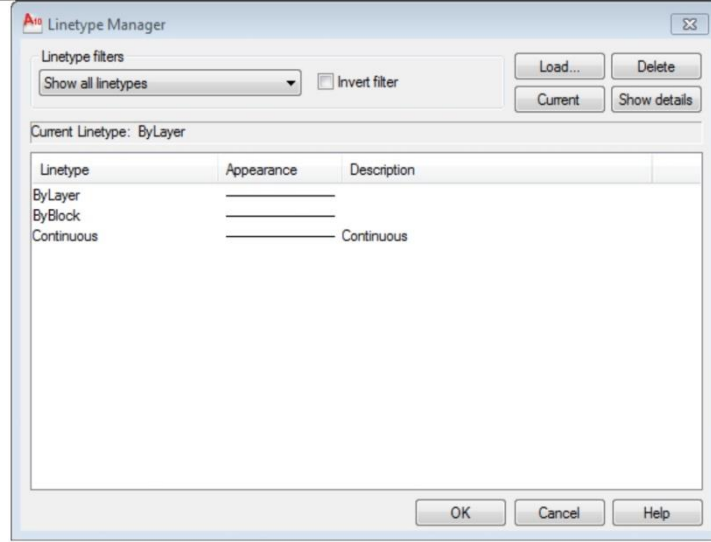 A10 Linetype Manager
Linetype filters
Show all linetypes
Invert filter
Load...
Delete
Current
Show details
Current Linetype: ByLayer
Linetype Appearance Description
ByLayer
ByBlock
Continuous Continuous
OK Cancel Help